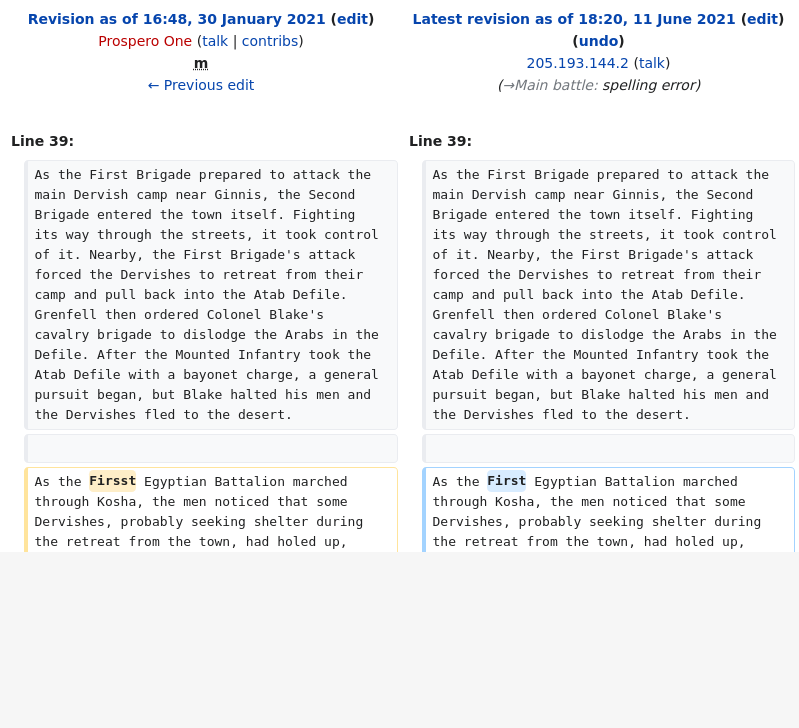 Revision as of 16:48, 30 January 2021 (edit)
Prospero One (talk | contribs)
m
← Previous edit
Latest revision as of 18:20, 11 June 2021 (edit)
(undo)
205.193.144.2 (talk)
(→Main battle: spelling error)
Line 39:
As the First Brigade prepared to attack the
main Dervish camp near Ginnis, the Second
Brigade entered the town itself. Fighting
its way through the streets, it took control
of it. Nearby, the First Brigade's attack
forced the Dervishes to retreat from their
camp and pull back into the Atab Defile.
Grenfell then ordered Colonel Blake's
cavalry brigade to dislodge the Arabs in the
Defile. After the Mounted Infantry took the
Atab Defile with a bayonet charge, a general
pursuit began, but Blake halted his men and
the Dervishes fled to the desert.
As the Firsst Egyptian Battalion marched
through Kosha, the men noticed that some
Dervishes, probably seeking shelter during
the retreat from the town, had holed up,
Line 39:
As the First Brigade prepared to attack the
main Dervish camp near Ginnis, the Second
Brigade entered the town itself. Fighting
its way through the streets, it took control
of it. Nearby, the First Brigade's attack
forced the Dervishes to retreat from their
camp and pull back into the Atab Defile.
Grenfell then ordered Colonel Blake's
cavalry brigade to dislodge the Arabs in the
Defile. After the Mounted Infantry took the
Atab Defile with a bayonet charge, a general
pursuit began, but Blake halted his men and
the Dervishes fled to the desert.
As the First Egyptian Battalion marched
through Kosha, the men noticed that some
Dervishes, probably seeking shelter during
the retreat from the town, had holed up,